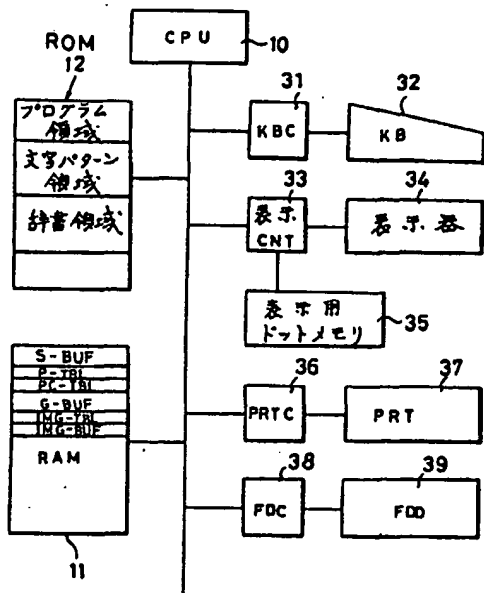 CPU
10
ROM
12
プログラム
領域
文字パターン
領域
辞書領域
31
KBC
32
KB
33
表示
CNT
34
表示器
表示用
ドットメモリ
35
S-BUF
P-TBL
PC-TBL
G-BUF
IMG-TBL
IMG-BUF
RAM
11
36
PRTC
37
PRT
38
FDC
39
FDD